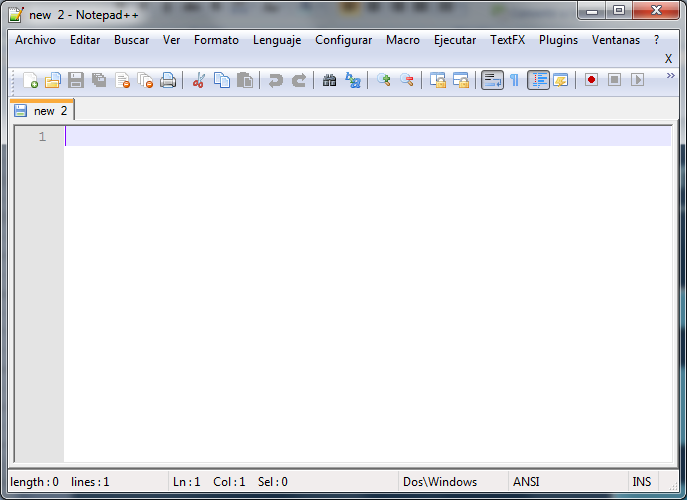 new 2 - Notepad++
Archivo Editar Buscar Ver Formato Lenguaje Configurar Macro Ejecutar TextFX Plugins Ventanas ?
X
new 2
1
length : 0 lines : 1 Ln : 1 Col : 1 Sel : 0 Dos\Windows ANSI INS